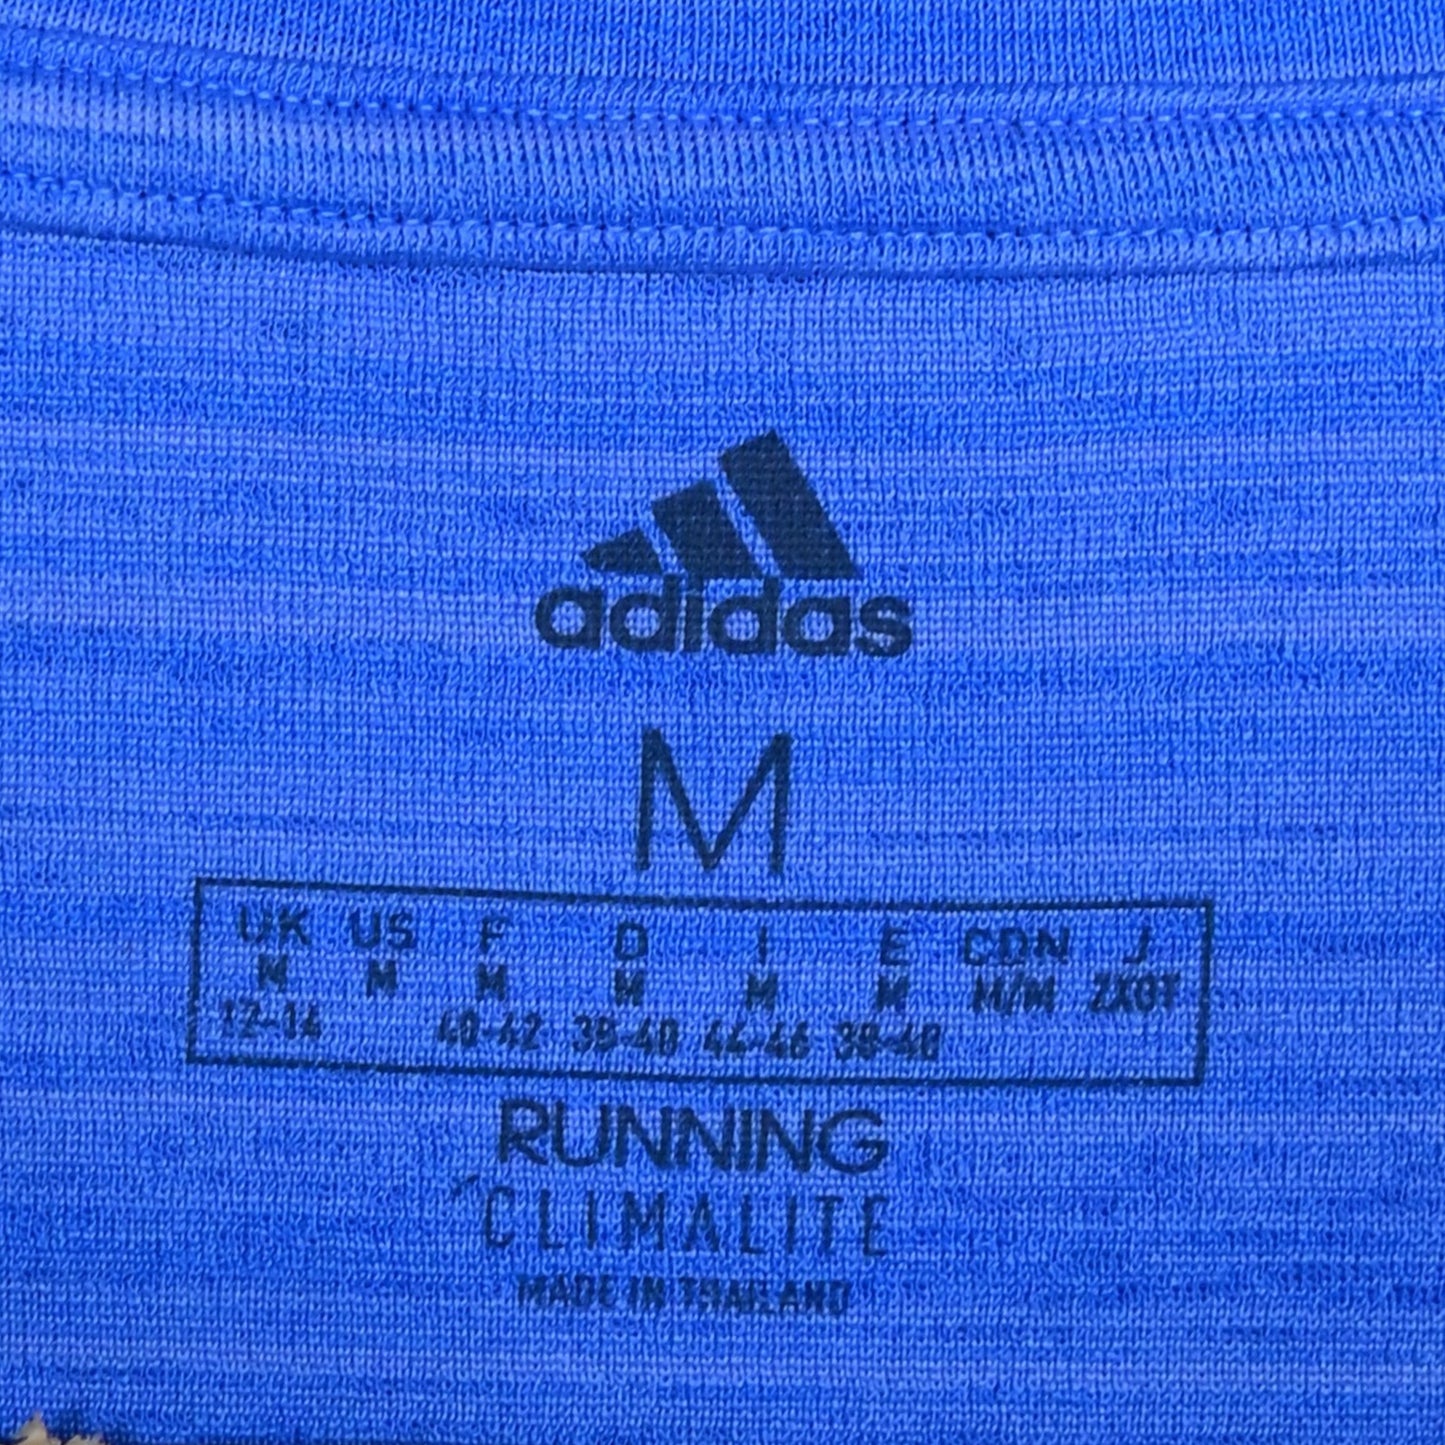 adidas
M
UK US F D I E CDN J
M M M M M M M/M 2XOT
12-14 40-42 38-40 44-46 38-40
RUNNING
CLIMALITE
MADE IN THAILAND